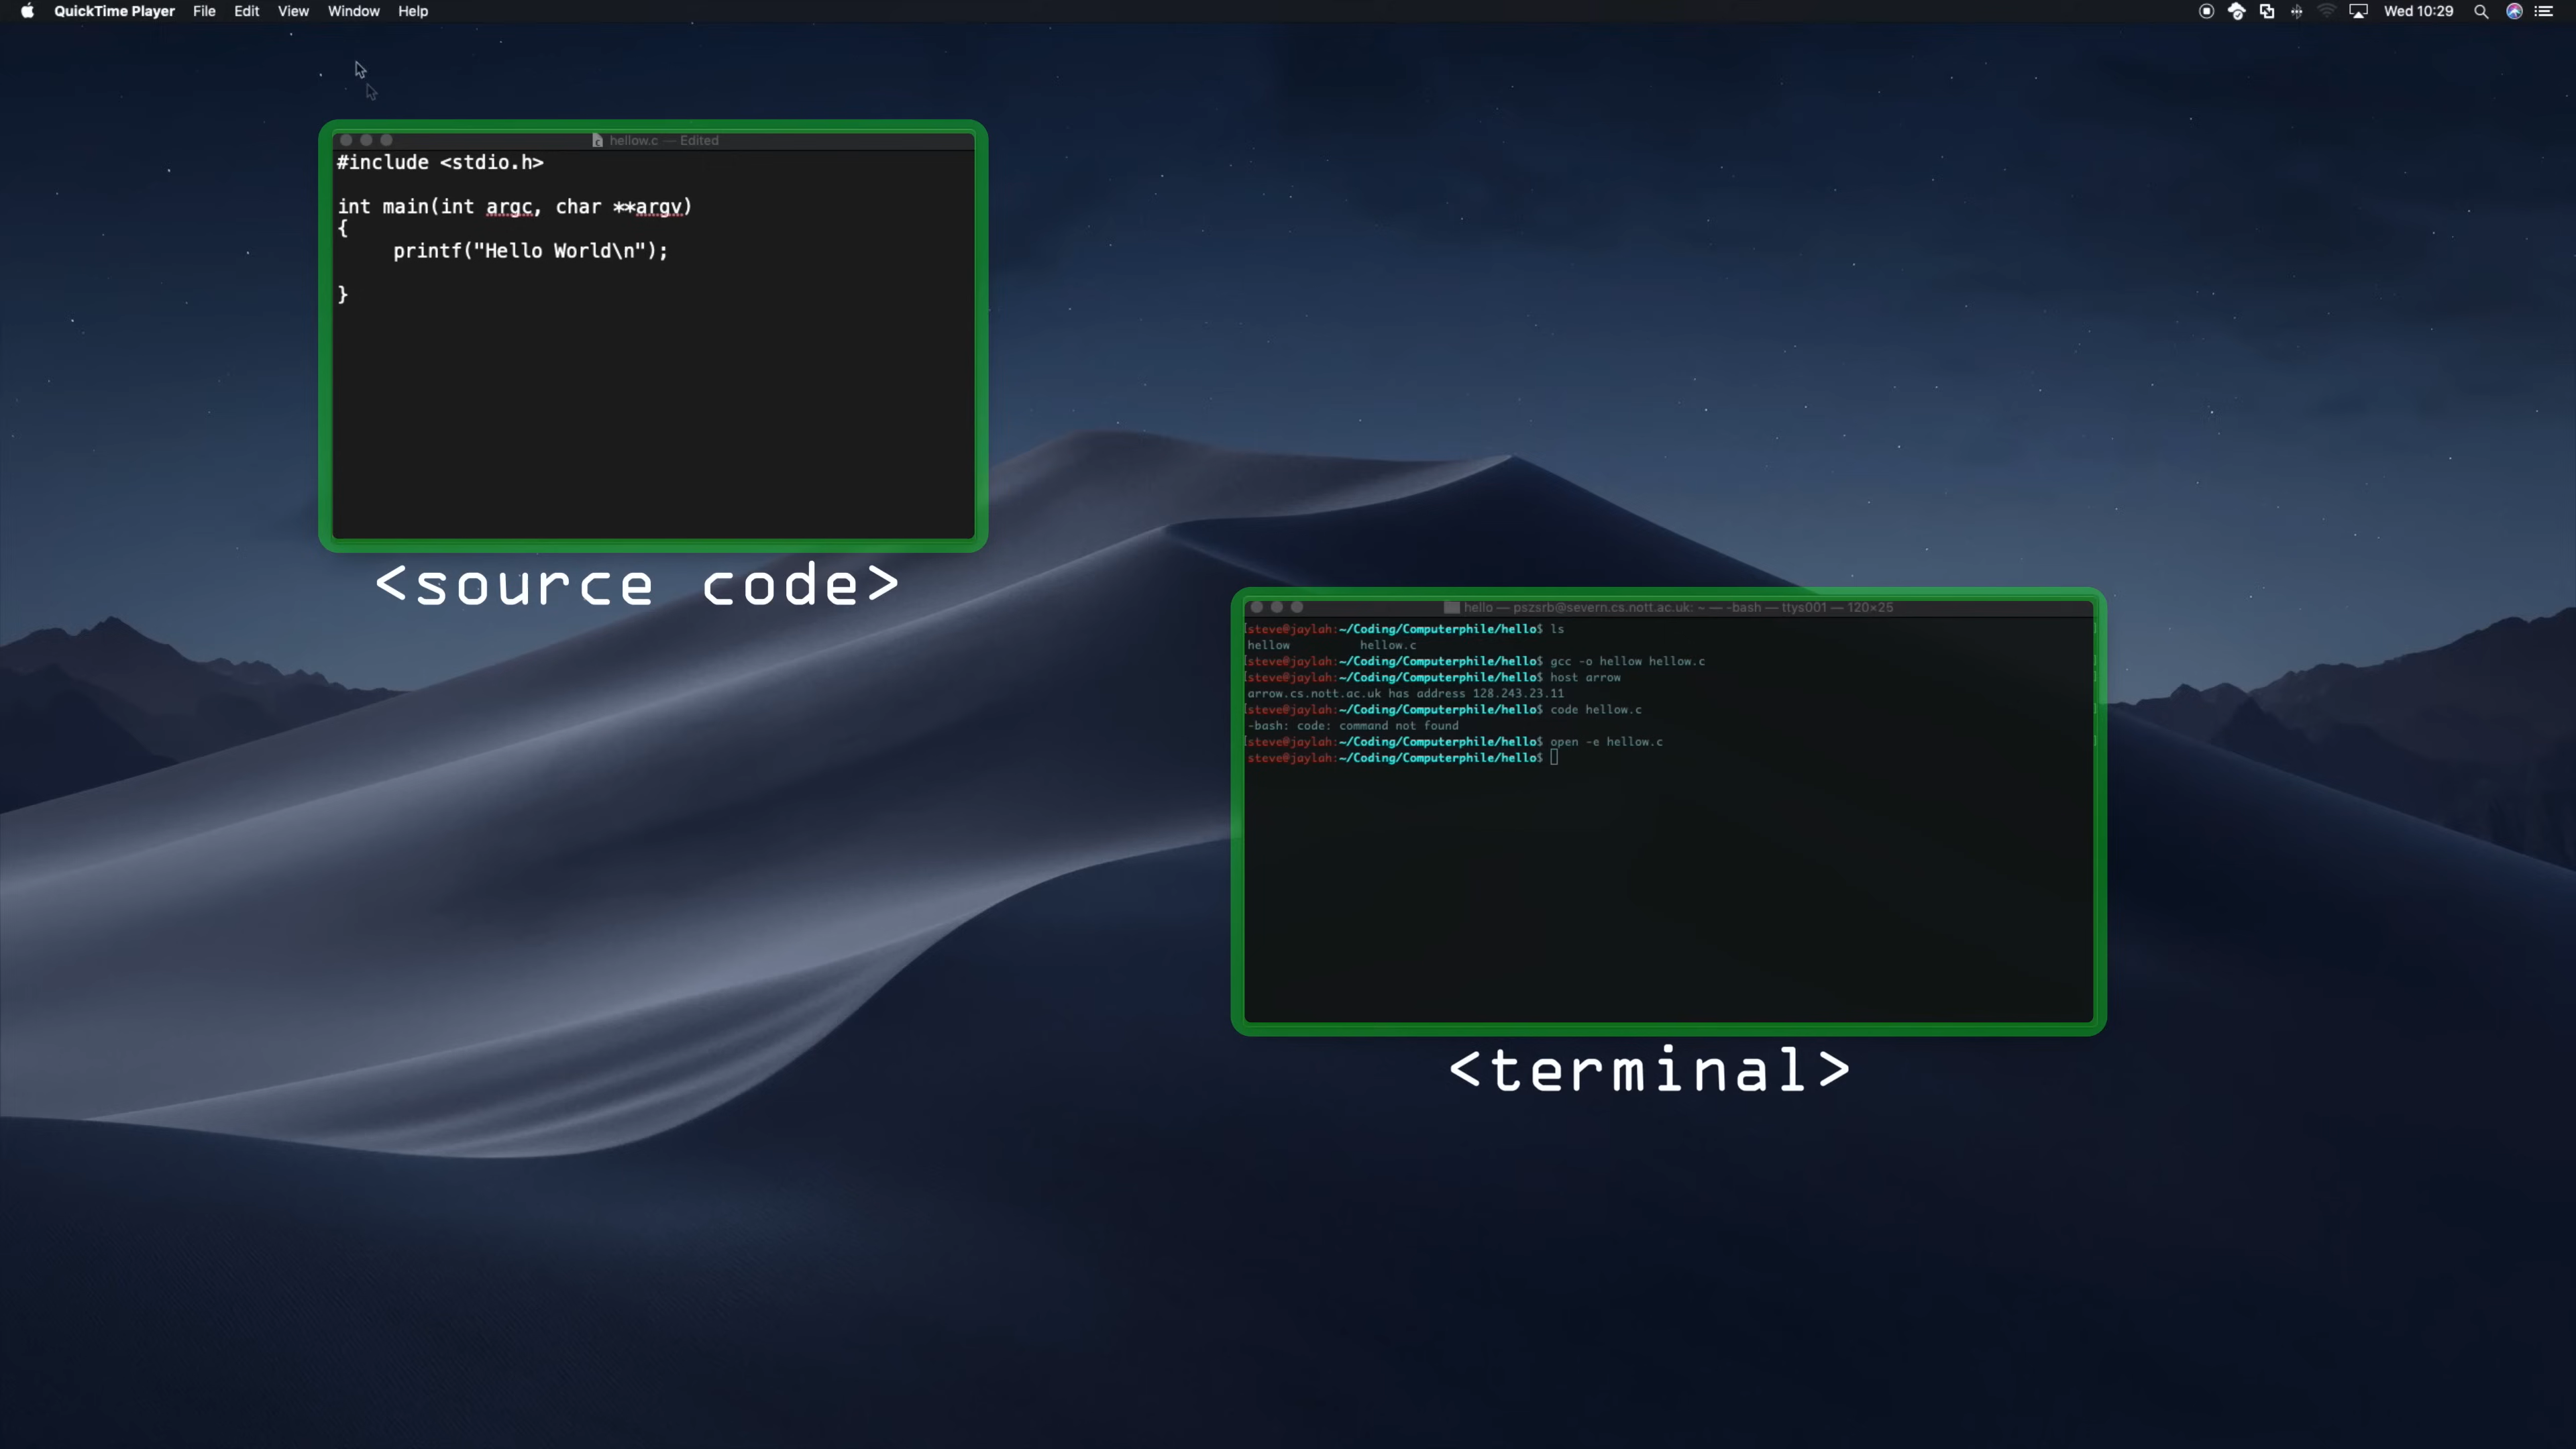 QuickTime Player File Edit View Window Help Wed 10:29
hellow.c — Edited
#include <stdio.h>
int main(int argc, char **argv)
{
printf("Hello World\n");
}
<source code>
hello — pszsrb@severn.cs.nott.ac.uk: ~ — -bash — ttys001 — 120×25
steve@jaylah:~/Coding/Computerphile/hello$ ls
hellow hellow.c
steve@jaylah:~/Coding/Computerphile/hello$ gcc -o hellow hellow.c
steve@jaylah:~/Coding/Computerphile/hello$ host arrow
arrow.cs.nott.ac.uk has address 128.243.23.11
steve@jaylah:~/Coding/Computerphile/hello$ code hellow.c
-bash: code: command not found
steve@jaylah:~/Coding/Computerphile/hello$ open -e hellow.c
steve@jaylah:~/Coding/Computerphile/hello$
<terminal>